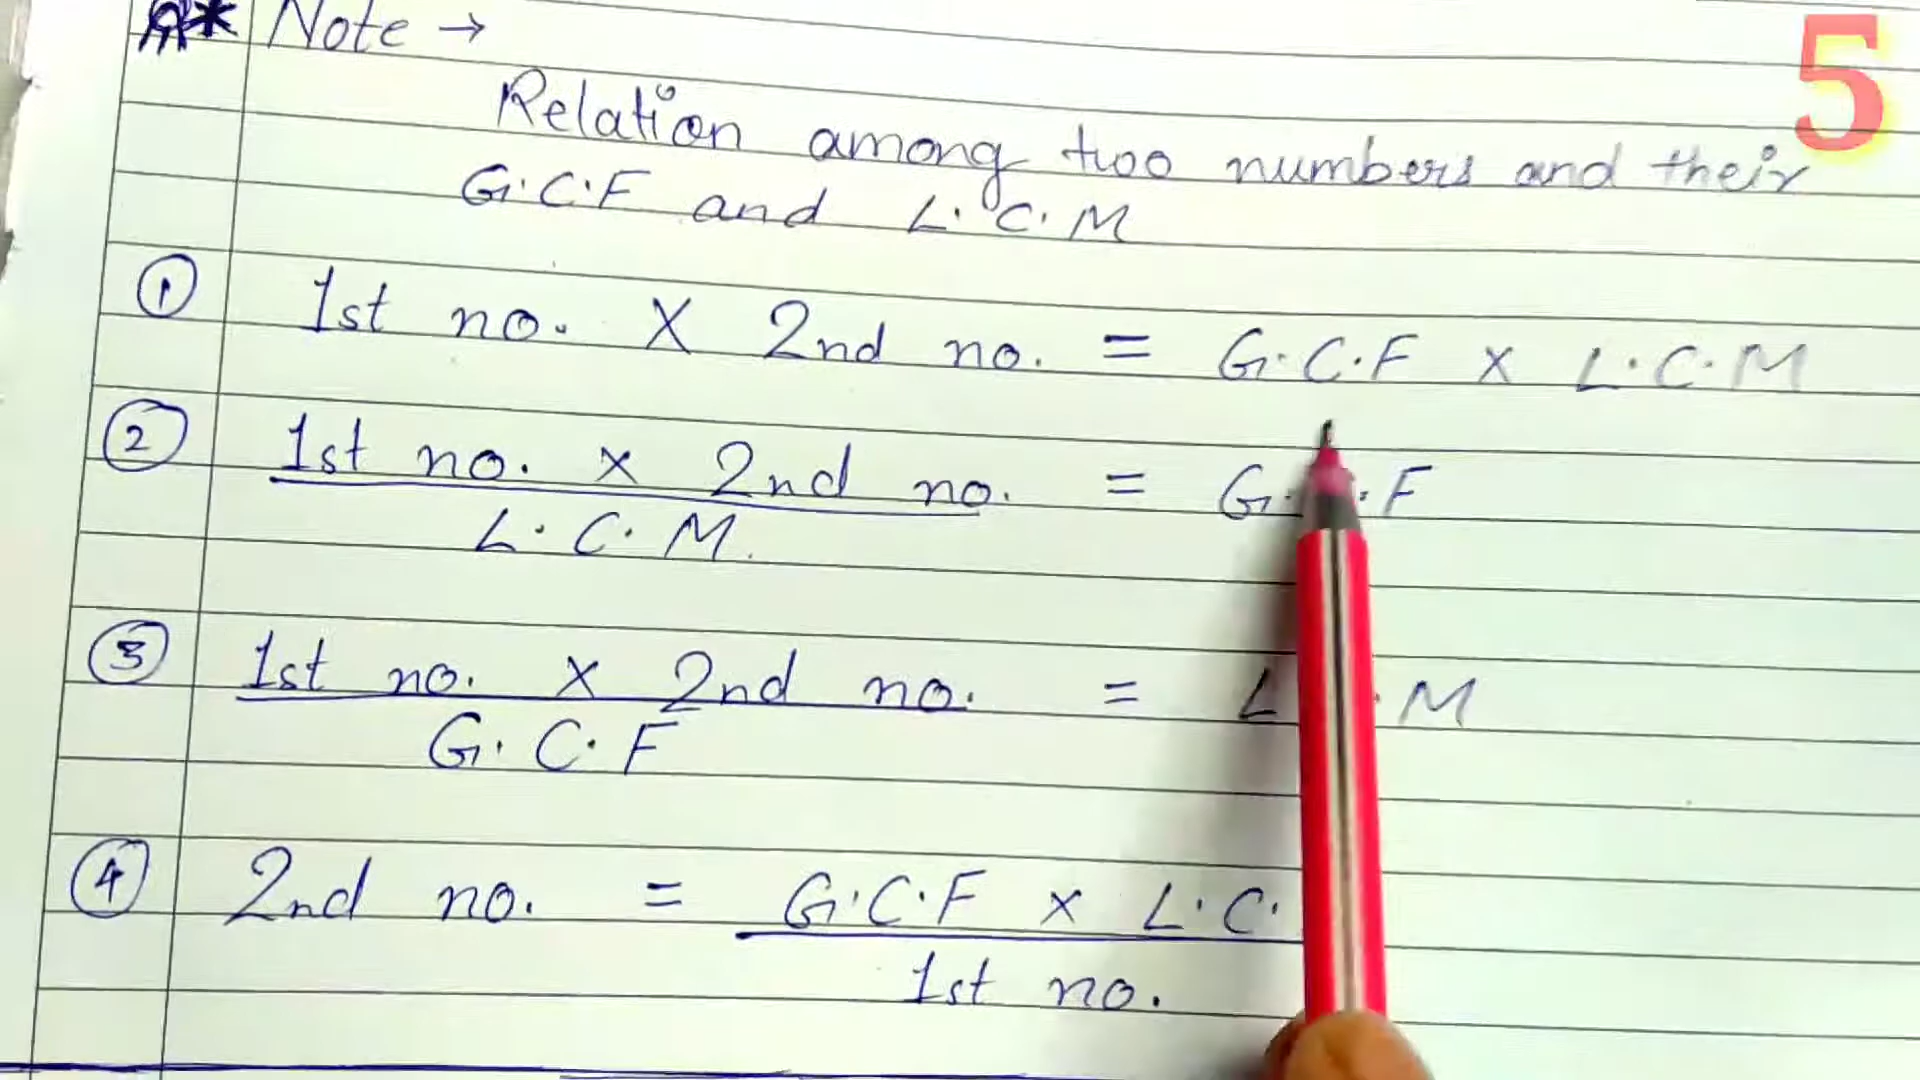 * Note →
5
Relation among two numbers and their
G.C.F and L.C.M
① 1st no. X 2nd no. = G.C.F x L.C.M
② 1st no. x 2nd no. = G. .F
L.C.M.
③ 1st no. x 2nd no. = L .M
G.C.F
④ 2nd no. = G.C.F x L.C.
1st no.